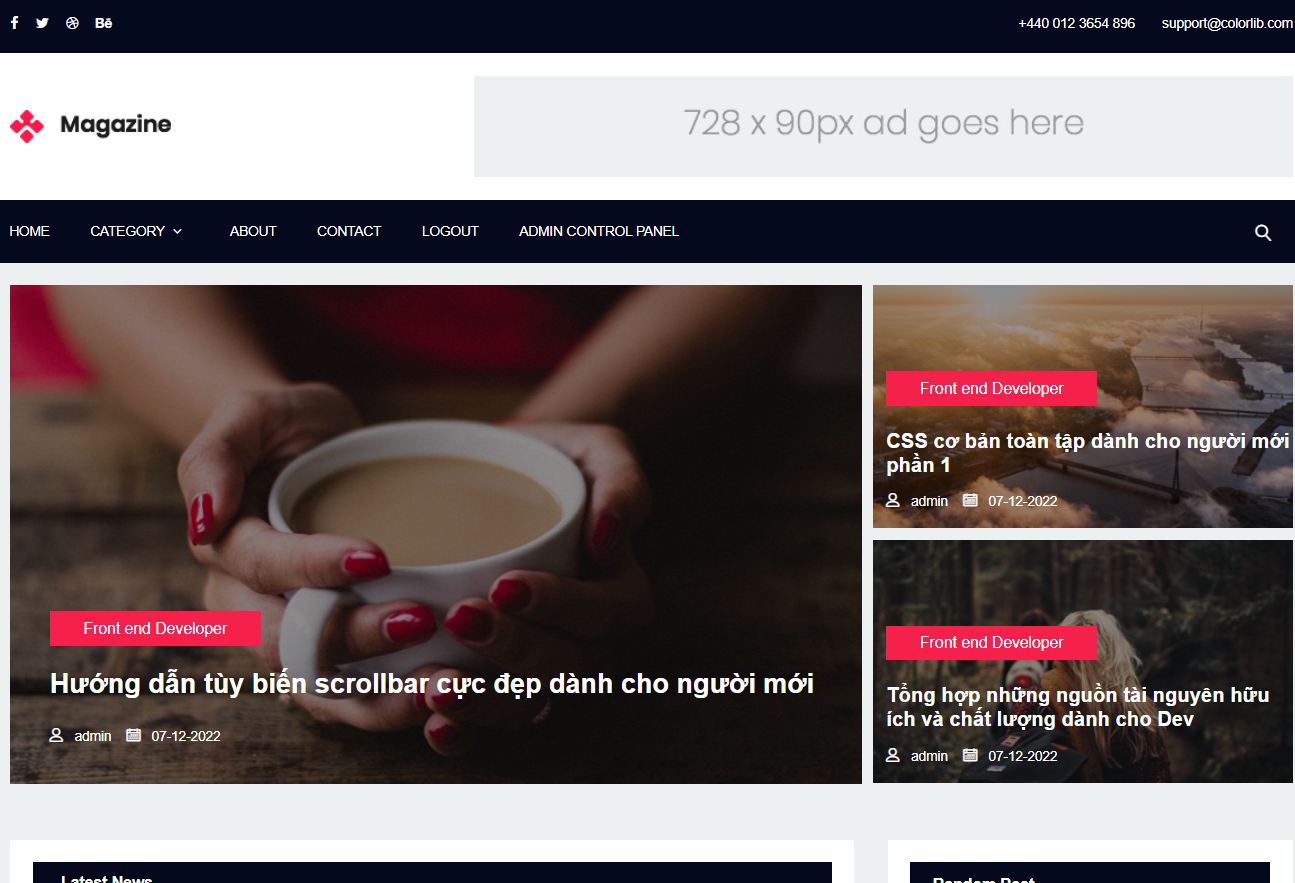 +440 012 3654 896 support@colorlib.com
Magazine
728 x 90px ad goes here
HOME CATEGORY ABOUT CONTACT LOGOUT ADMIN CONTROL PANEL
Front end Developer
Hướng dẫn tùy biến scrollbar cực đẹp dành cho người mới
admin 07-12-2022
Front end Developer
CSS cơ bản toàn tập dành cho người mới
phần 1
admin 07-12-2022
Front end Developer
Tổng hợp những nguồn tài nguyên hữu
ích và chất lượng dành cho Dev
admin 07-12-2022
Latest News
Random Post